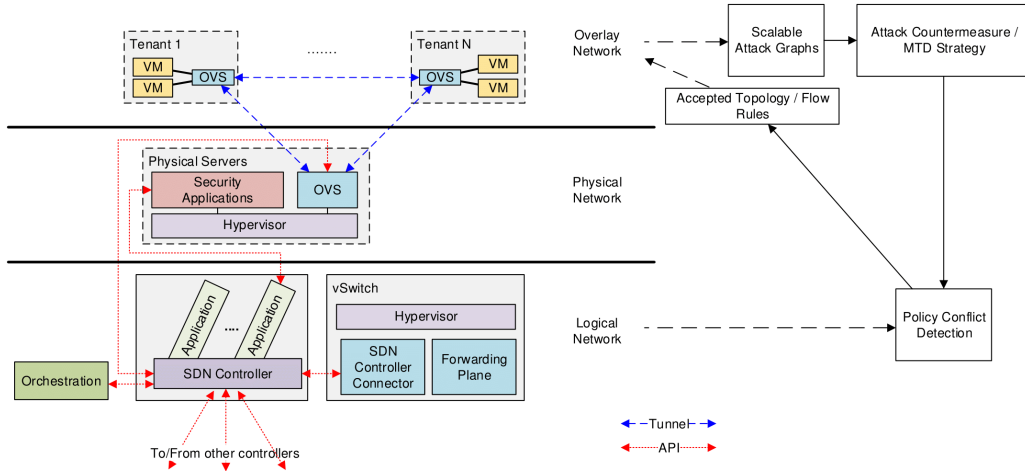 Tenant 1
.......
Tenant N
VM
VM
OVS
OVS
VM
VM
Overlay
Network
Scalable
Attack Graphs
Attack Countermeasure /
MTD Strategy
Accepted Topology / Flow
Rules
Physical Servers
Security
Applications
OVS
Hypervisor
Physical
Network
Application
....
Application
SDN Controller
Orchestration
To/From other controllers
vSwitch
Hypervisor
SDN
Controller
Connector
Forwarding
Plane
Logical
Network
Policy Conflict
Detection
Tunnel
API